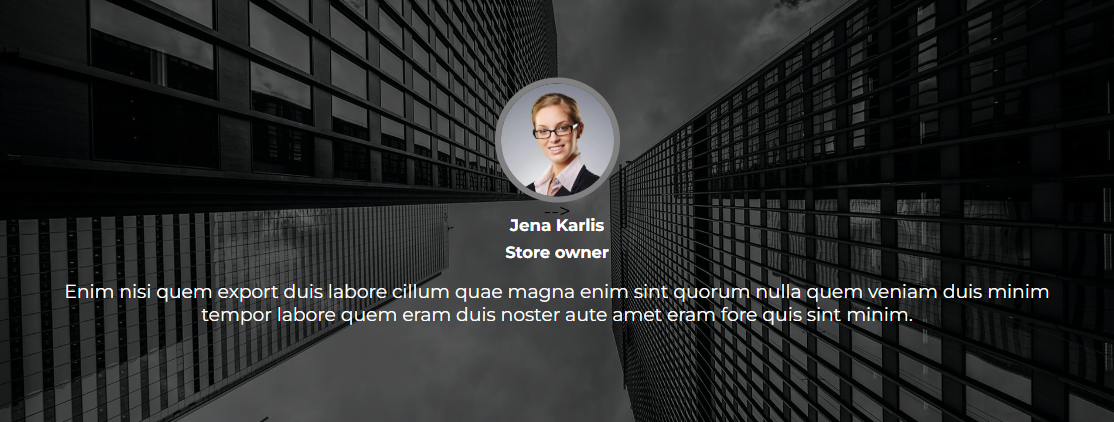 -->
Jena Karlis
Store owner
Enim nisi quem export duis labore cillum quae magna enim sint quorum nulla quem veniam duis minim
tempor labore quem eram duis noster aute amet eram fore quis sint minim.